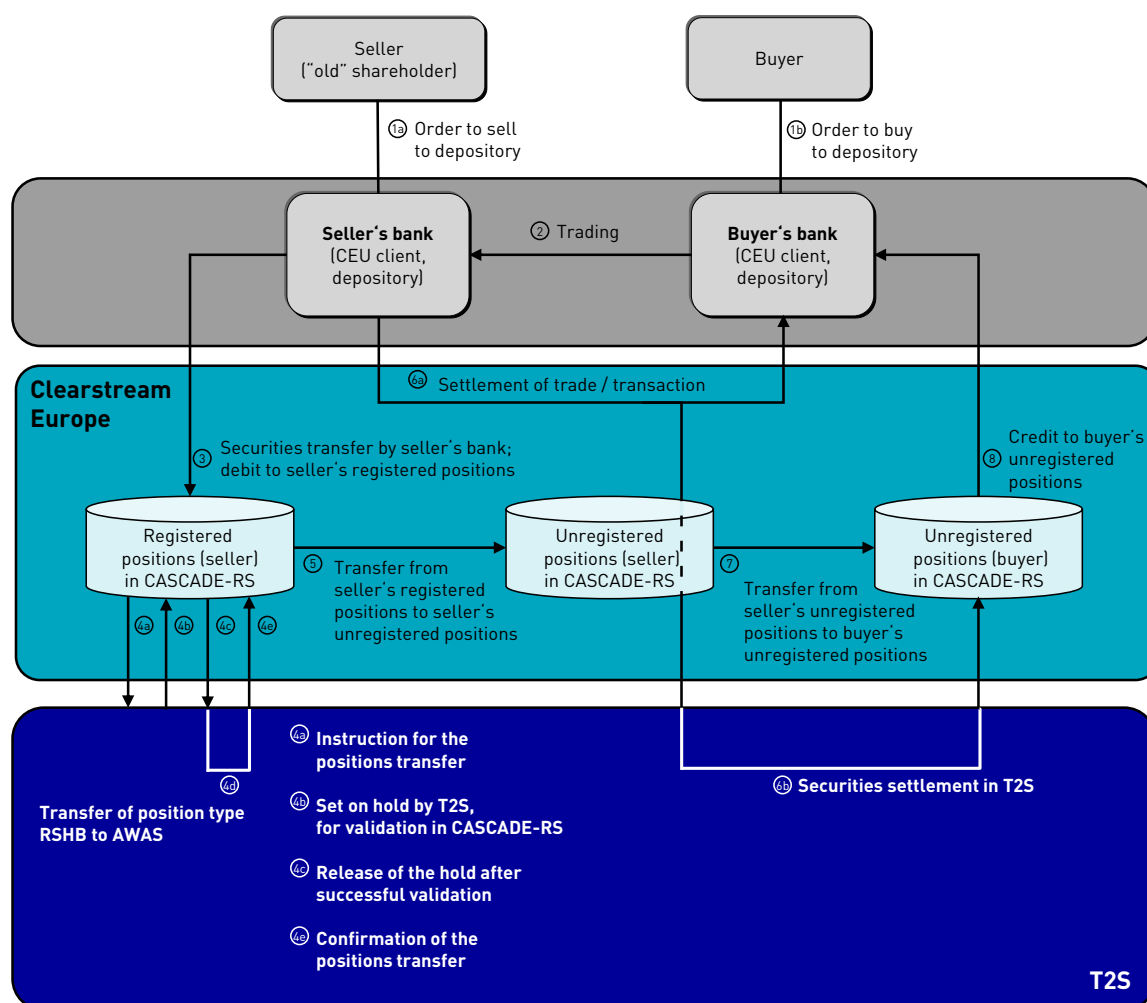 Seller
("old" shareholder)
Buyer
1a Order to sell
to depository
1b Order to buy
to depository
Seller's bank
(CEU client,
depository)
2 Trading
Buyer's bank
(CEU client,
depository)
Clearstream
Europe
6a Settlement of trade / transaction
3 Securities transfer by seller's bank;
debit to seller's registered positions
8 Credit to buyer's
unregistered
positions
Registered
positions (seller)
in CASCADE-RS
Unregistered
positions (seller)
in CASCADE-RS
Unregistered
positions (buyer)
in CASCADE-RS
5 Transfer from
seller's registered
positions to seller's
unregistered positions
7 Transfer from
seller's unregistered
positions to buyer's
unregistered positions
4a 4b 4c 4e
4d
Transfer of position type
RSHB to AWAS
4a Instruction for the
positions transfer
4b Set on hold by T2S,
for validation in CASCADE-RS
4c Release of the hold after
successful validation
4e Confirmation of the
positions transfer
6b Securities settlement in T2S
T2S